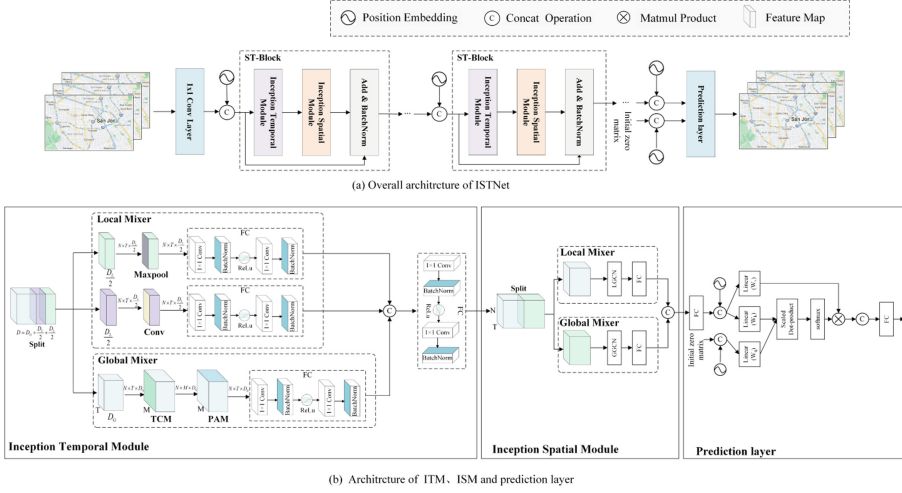 Position Embedding
C Concat Operation
Matmul Product
Feature Map
ST-Block
ST-Block
1x1 Conv Layer
C
Inception Temporal Module
Inception Spatial Module
Add & BatchNorm
...
C
Inception Temporal Module
Inception Spatial Module
Add & BatchNorm
...
Initial zero matrix
C
C
Prediction layer
(a) Overall architrcture of ISTNet
Local Mixer
FC
Maxpool
1×1 Conv
BatchNorm
ReLu
1×1 Conv
BatchNorm
FC
Conv
1×1 Conv
BatchNorm
ReLu
1×1 Conv
BatchNorm
Split
Global Mixer
FC
T
M
M
TCM
PAM
1×1 Conv
BatchNorm
ReLu
1×1 Conv
BatchNorm
C
1×1 Conv
BatchNorm
ReLu
FC
1×1 Conv
BatchNorm
Inception Temporal Module
Split
N
T
Local Mixer
LGCN
FC
Global Mixer
GGCN
FC
C
Inception Spatial Module
FC
Initial zero matrix
C
C
Linear
Linear
Linear
Scaled Dot-product
softmax
C
FC
Prediction layer
(b) Architrcture of ITM、ISM and prediction layer